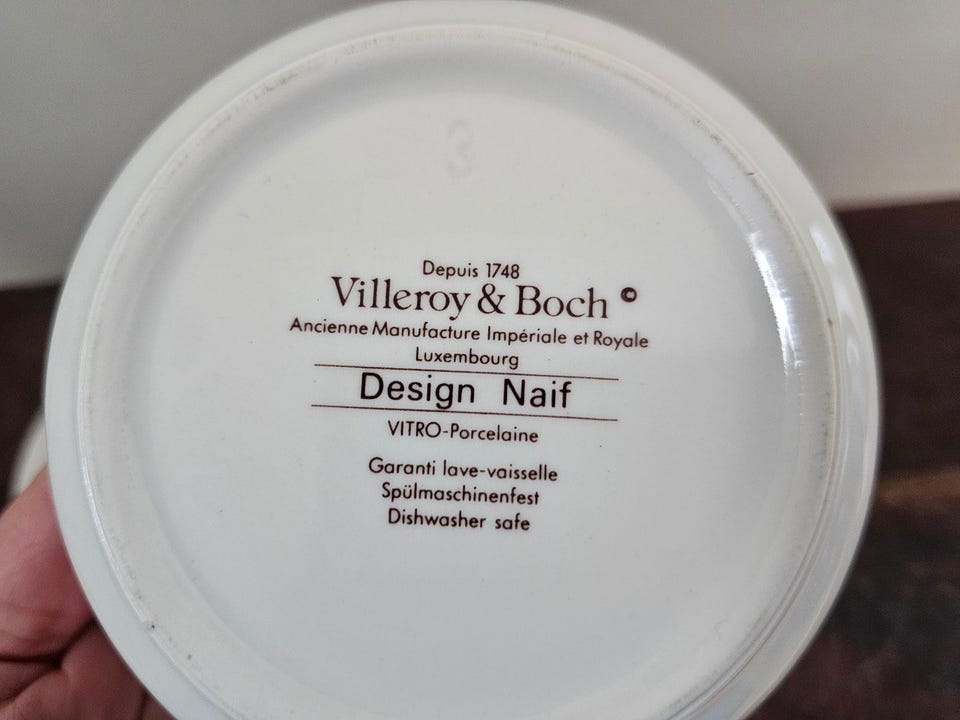 3
Depuis 1748
Villeroy & Boch ©
Ancienne Manufacture Impériale et Royale
Luxembourg
Design Naif
VITRO-Porcelaine
Garanti lave-vaisselle
Spülmaschinenfest
Dishwasher safe